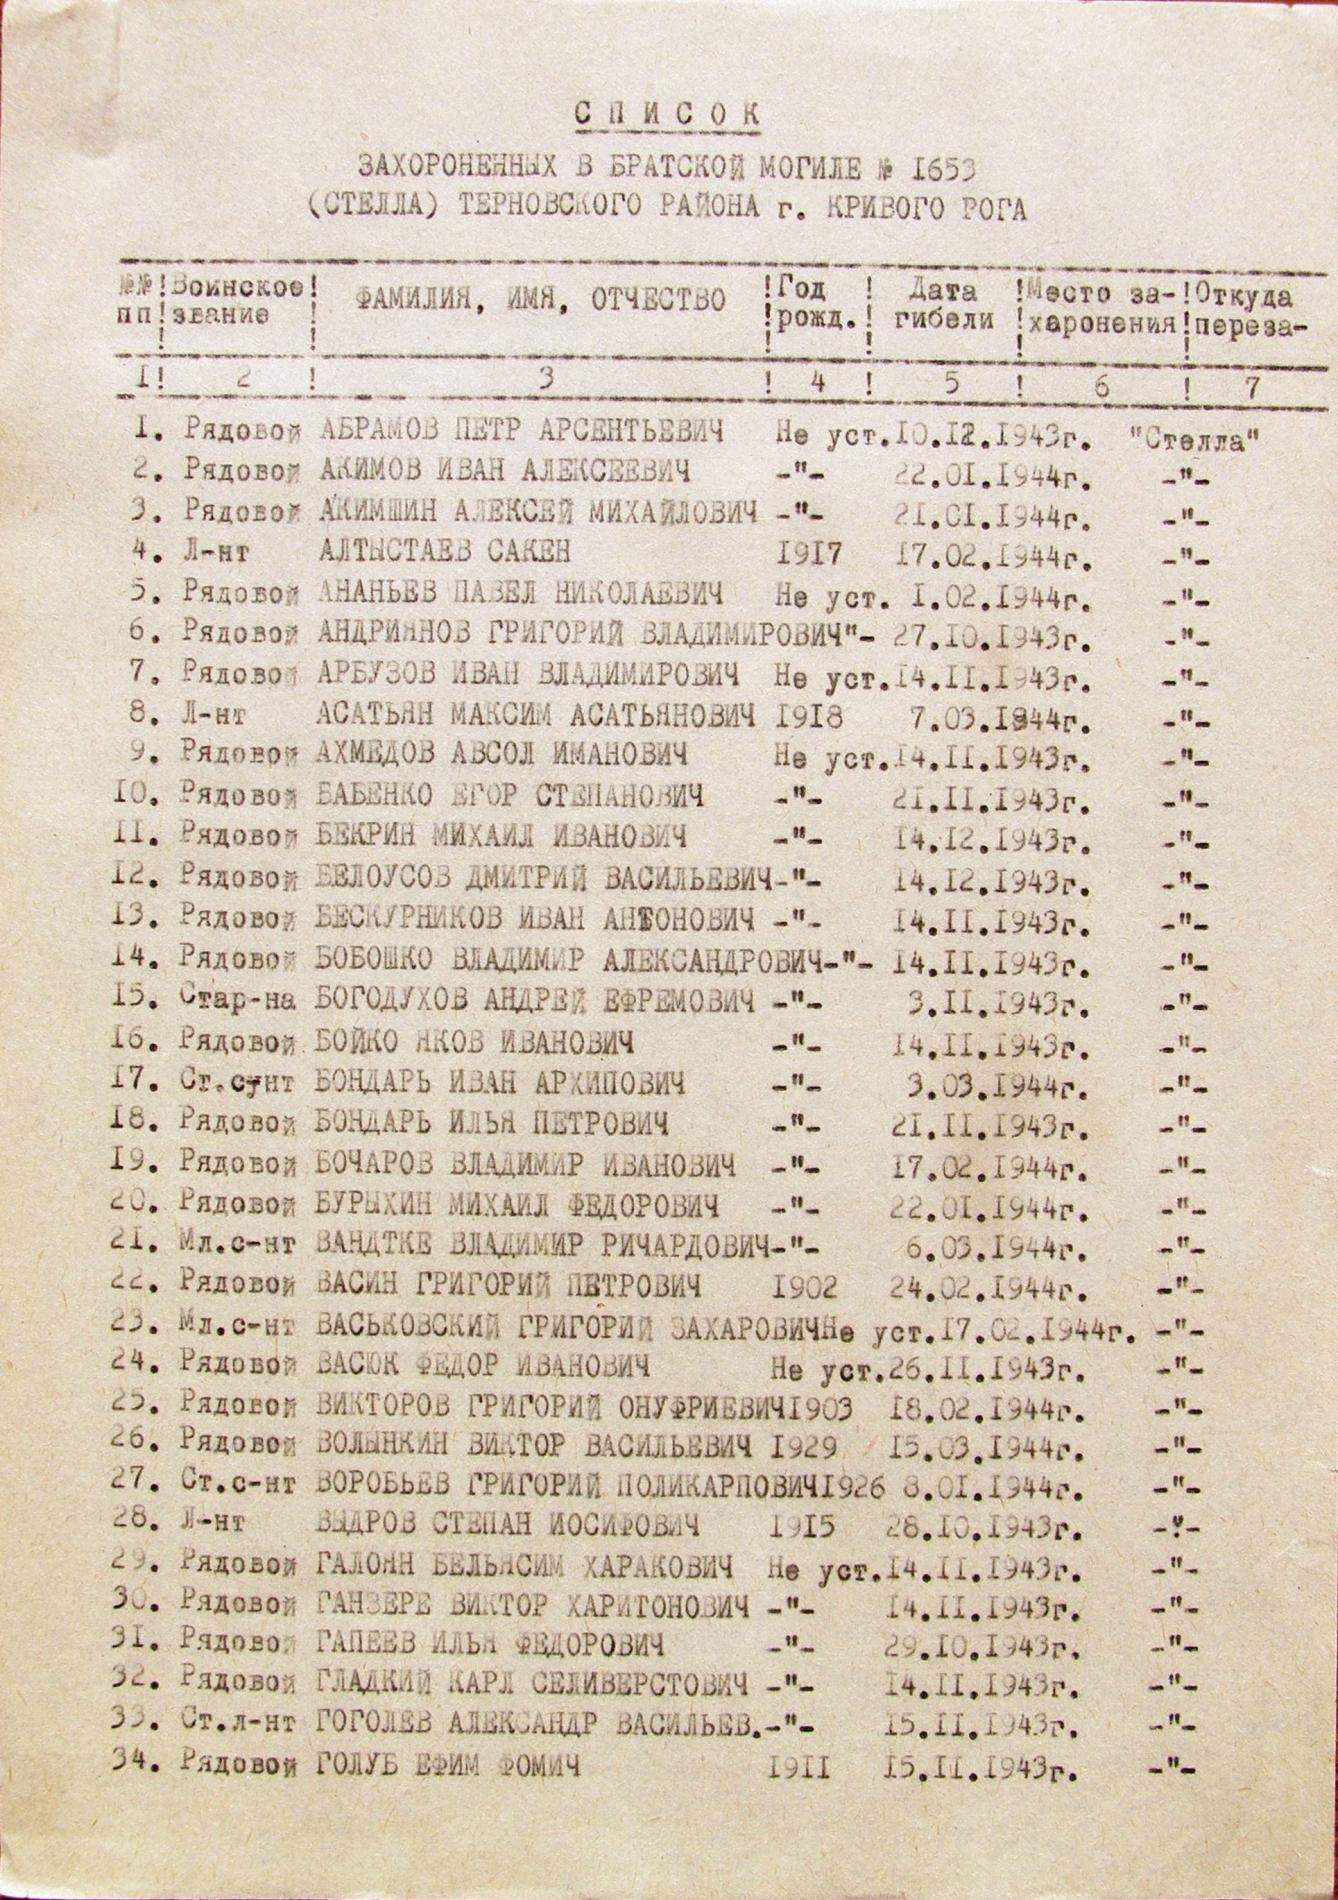 СПИСОК
ЗАХОРОНЕННЫХ В БРАТСКОЙ МОГИЛЕ № 1653
(СТЕЛЛА) ТЕРНОВСКОГО РАЙОНА г. КРИВОГО РОГА
№№!Воинское! ФАМИЛИЯ, ИМЯ, ОТЧЕСТВО !Год ! Дата !Место за-!Откуда
пп!звание ! !рожд.! гибели !харонения!переза-
1! 2 ! 3 ! 4 ! 5 ! 6 ! 7
1. Рядовой АБРАМОВ ПЕТР АРСЕНТЬЕВИЧ Не уст.10.12.1943г. "Стелла"
2. Рядовой АКИМОВ ИВАН АЛЕКСЕЕВИЧ -"- 22.01.1944г. -"-
3. Рядовой АКИМШИН АЛЕКСЕЙ МИХАЙЛОВИЧ -"- 21.01.1944г. -"-
4. Л-нт АЛТЫСТАЕВ САКЕН 1917 17.02.1944г. -"-
5. Рядовой АНАНЬЕВ ПАВЕЛ НИКОЛАЕВИЧ Не уст. 1.02.1944г. -"-
6. Рядовой АНДРИЯНОВ ГРИГОРИЙ ВЛАДИМИРОВИЧ"- 27.10.1943г. -"-
7. Рядовой АРБУЗОВ ИВАН ВЛАДИМИРОВИЧ Не уст.14.11.1943г. -"-
8. Л-нт АСАТЬЯН МАКСИМ АСАТЬЯНОВИЧ 1918 7.03.1944г. -"-
9. Рядовой АХМЕДОВ АВСОЛ ИМАНОВИЧ Не уст.14.11.1943г. -"-
10. Рядовой БАБЕНКО ЕГОР СТЕПАНОВИЧ -"- 21.11.1943г. -"-
11. Рядовой БЕКРИН МИХАИЛ ИВАНОВИЧ -"- 14.12.1943г. -"-
12. Рядовой БЕЛОУСОВ ДМИТРИЙ ВАСИЛЬЕВИЧ-"- 14.12.1943г. -"-
13. Рядовой БЕСКУРНИКОВ ИВАН АНТОНОВИЧ -"- 14.11.1943г. -"-
14. Рядовой БОБОШКО ВЛАДИМИР АЛЕКСАНДРОВИЧ-"- 14.11.1943г. -"-
15. Стар-на БОГОДУХОВ АНДРЕЙ ЕФРЕМОВИЧ -"- 3.11.1943г. -"-
16. Рядовой БОЙКО ЯКОВ ИВАНОВИЧ -"- 14.11.1943г. -"-
17. БОНДАРЬ ИВАН АРХИПОВИЧ -"- 3.03.1944г. -"-
18. Рядовой БОНДАРЬ ИЛЬЯ ПЕТРОВИЧ -"- 21.11.1943г. -"-
19. Рядовой БОЧАРОВ ВЛАДИМИР ИВАНОВИЧ -"- 17.02.1944г. -"-
20. Рядовой БУРЫХИН МИХАИЛ ФЕДОРОВИЧ -"- 22.01.1944г. -"-
21. Мл.с-нт ВАНДТКЕ ВЛАДИМИР РИЧАРДОВИЧ-"- 6.03.1944г. -"-
22. Рядовой ВАСИН ГРИГОРИЙ ПЕТРОВИЧ 1902 24.02.1944г. -"-
23. Мл.с-нт ВАСЬКОВСКИЙ ГРИГОРИЙ ЗАХАРОВИЧНе уст.17.02.1944г. -"-
24. Рядовой ВАСЮК ФЕДОР ИВАНОВИЧ Не уст.26.11.1943г. -"-
25. Рядовой ВИКТОРОВ ГРИГОРИЙ ОНУФРИЕВИЧ1903 18.02.1944г. -"-
26. Рядовой ВОЛЫНКИН ВИКТОР ВАСИЛЬЕВИЧ 1929 15.03.1944г. -"-
27. Ст.с-нт ВОРОБЬЕВ ГРИГОРИЙ ПОЛИКАРПОВИЧ1926 8.01.1944г. -"-
28. Л-нт ВЫДРОВ СТЕПАН ИОСИФОВИЧ 1915 28.10.1943г. -"-
29. Рядовой ГАЛОЯН БЕЛЬЯСИМ ХАРАКОВИЧ Не уст.14.11.1943г. -"-
30. Рядовой ГАНЗЕРЕ ВИКТОР ХАРИТОНОВИЧ -"- 14.11.1943г. -"-
31. Рядовой ГАПЕЕВ ИЛЬЯ ФЕДОРОВИЧ -"- 29.10.1943г. -"-
32. Рядовой ГЛАДКИЙ КАРЛ СЕЛИВЕРСТОВИЧ -"- 14.11.1943г. -"-
33. Ст.л-нт ГОГОЛЕВ АЛЕКСАНДР ВАСИЛЬЕВ.-"- 15.11.1943г. -"-
34. Рядовой ГОЛУБ ЕФИМ ФОМИЧ 1911 15.11.1943г. -"-